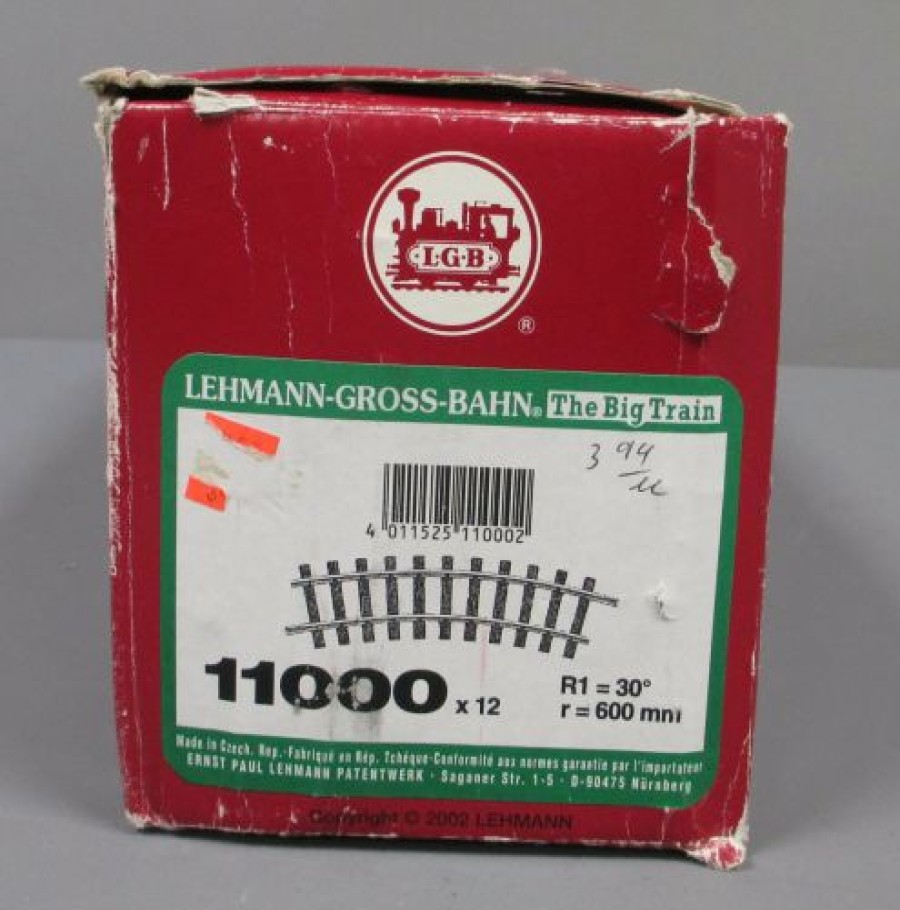 L·G·B
®
LEHMANN-GROSS-BAHN® The Big Train
3 94
4 011525 110002
11000 x 12
R1 = 30°
r = 600 mm
Made in Czech. Rep.-Fabriqué en Rép. Tchèque-Conformité aux normes garantie par l'importateur
ERNST PAUL LEHMANN PATENTWERK · Saganer Str. 1-5 · D-90475 Nürnberg
Copyright © 2002 LEHMANN